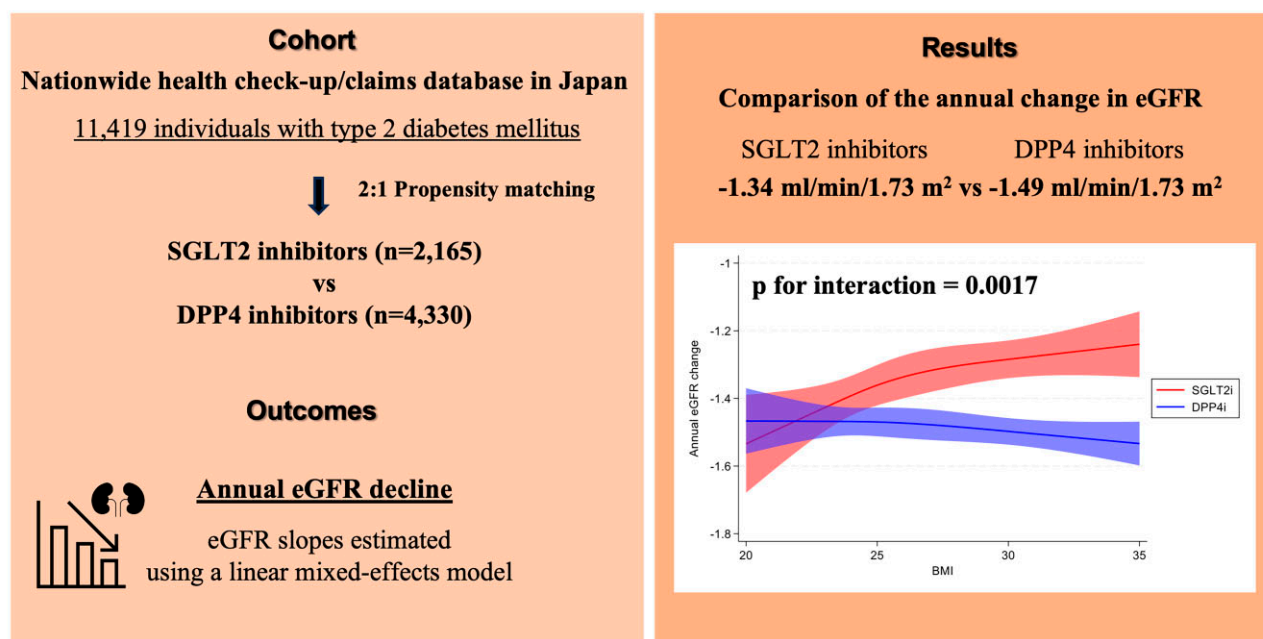 Cohort
Nationwide health check-up/claims database in Japan
11,419 individuals with type 2 diabetes mellitus
2:1 Propensity matching
SGLT2 inhibitors (n=2,165)
vs
DPP4 inhibitors (n=4,330)
Outcomes
Annual eGFR decline
eGFR slopes estimated
using a linear mixed-effects model
Results
Comparison of the annual change in eGFR
SGLT2 inhibitors DPP4 inhibitors
-1.34 ml/min/1.73 m² vs -1.49 ml/min/1.73 m²
p for interaction = 0.0017
Annual eGFR change
-1
-1.2
-1.4
-1.6
-1.8
20 25 30 35
BMI
SGLT2i
DPP4i